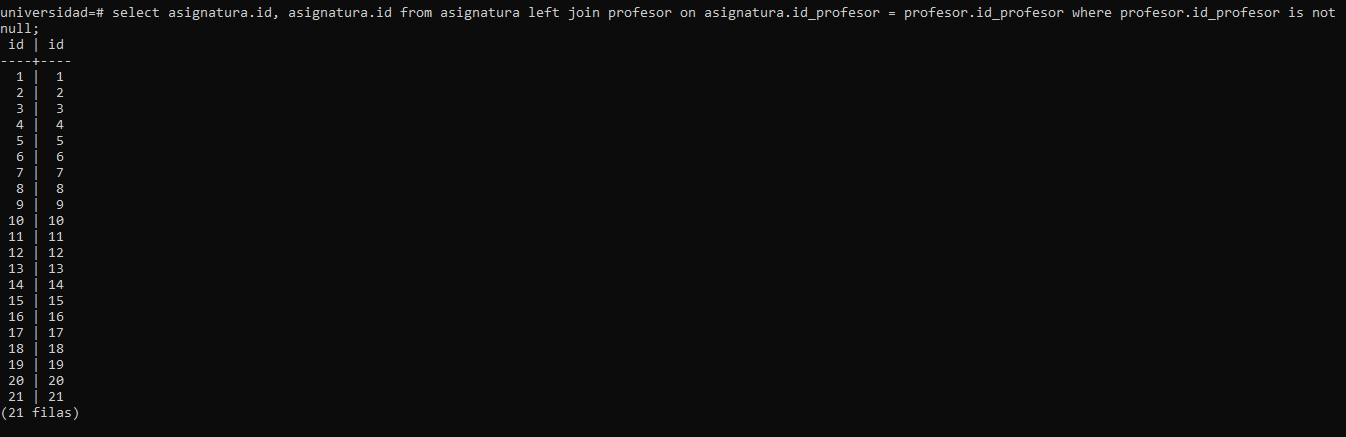 universidad=# select asignatura.id, asignatura.id from asignatura left join profesor on asignatura.id_profesor = profesor.id_profesor where profesor.id_profesor is not
null;
 id | id
----+----
  1 |  1
  2 |  2
  3 |  3
  4 |  4
  5 |  5
  6 |  6
  7 |  7
  8 |  8
  9 |  9
 10 | 10
 11 | 11
 12 | 12
 13 | 13
 14 | 14
 15 | 15
 16 | 16
 17 | 17
 18 | 18
 19 | 19
 20 | 20
 21 | 21
(21 filas)